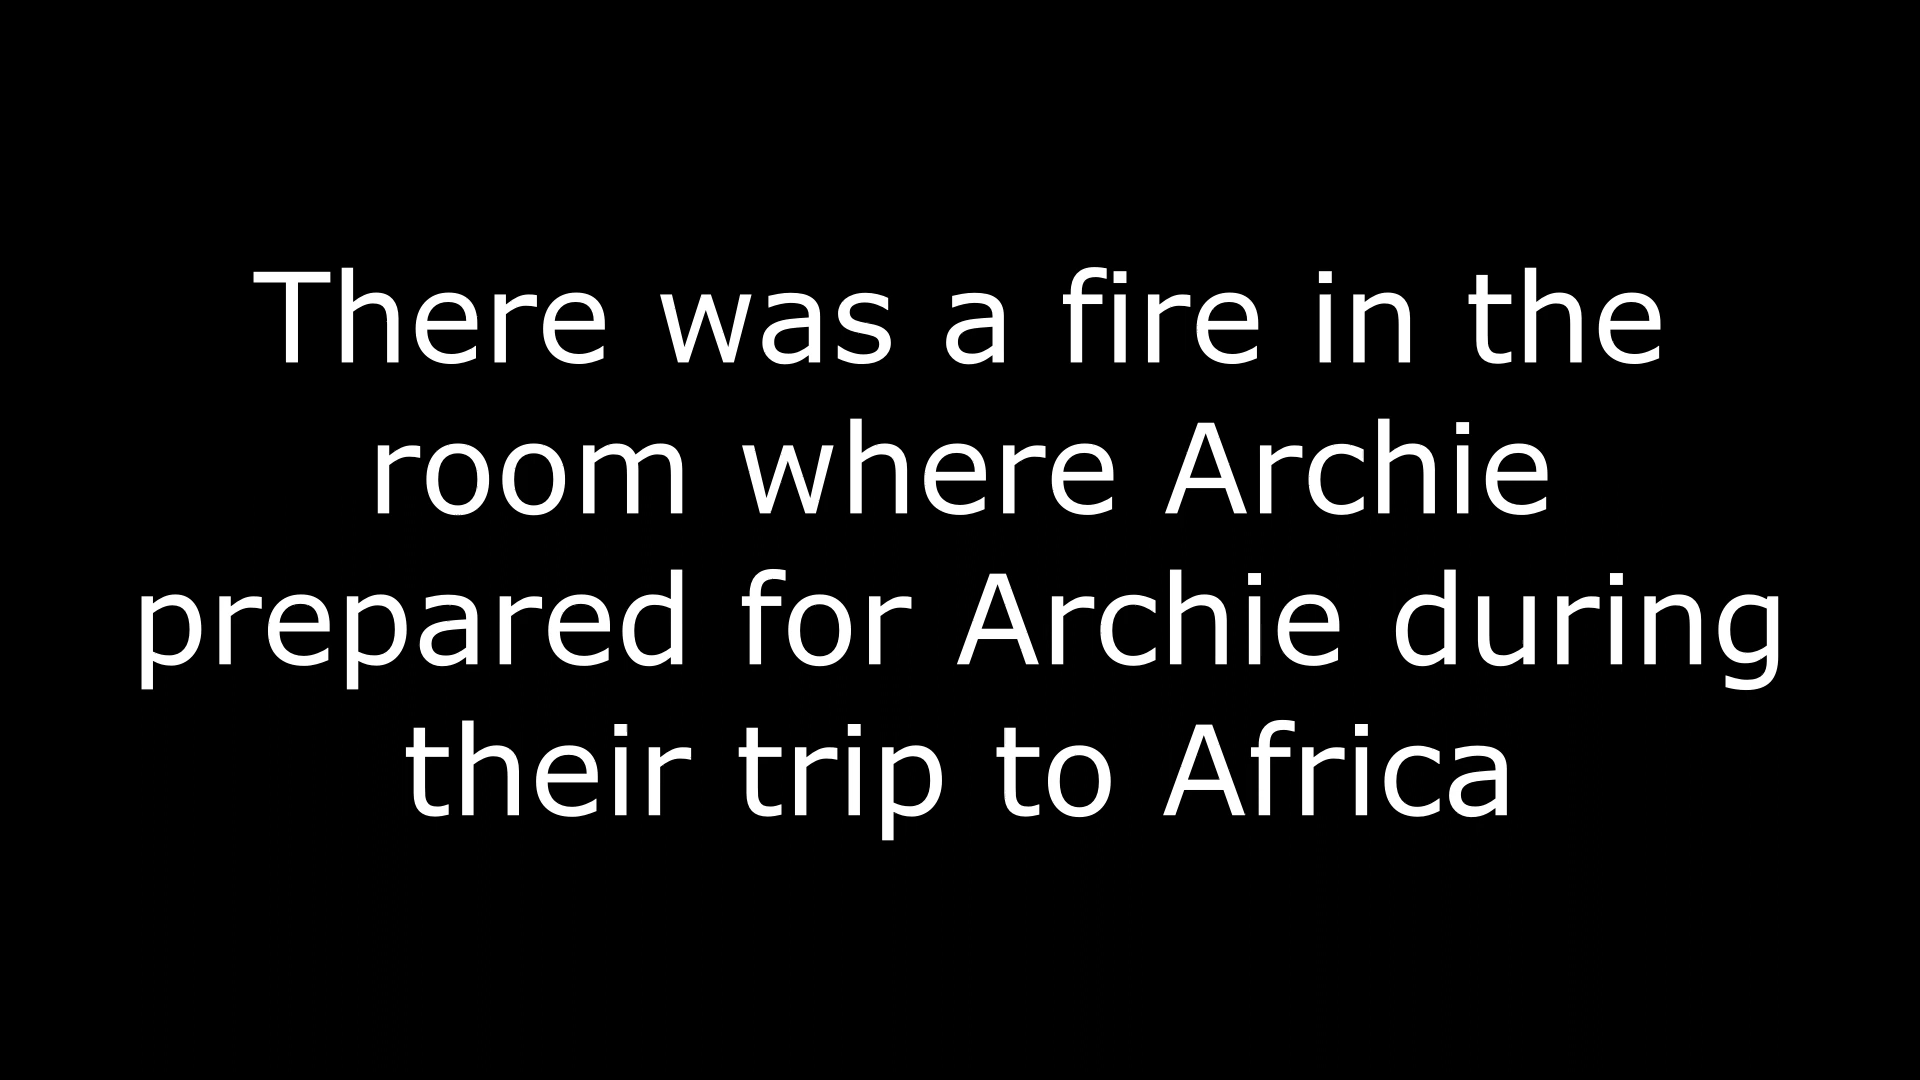 There was a fire in the
room where Archie
prepared for Archie during
their trip to Africa